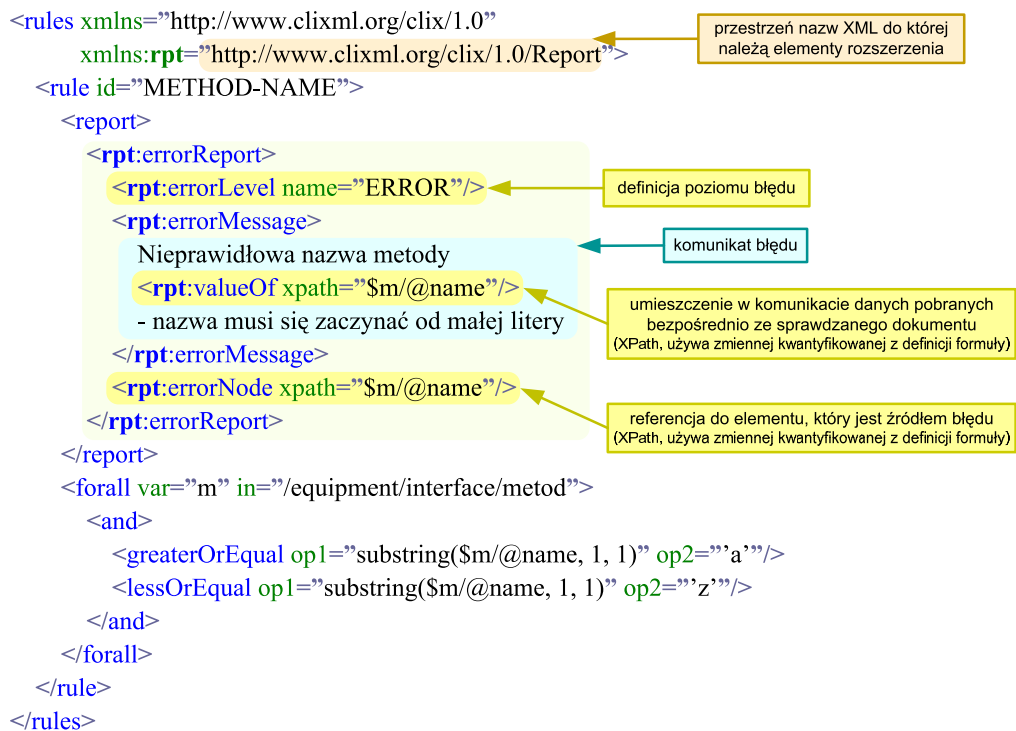 <rules xmlns=”http://www.clixml.org/clix/1.0”
xmlns:rpt=”http://www.clixml.org/clix/1.0/Report”>
przestrzeń nazw XML do której
należą elementy rozszerzenia
<rule id=”METHOD-NAME”>
<report>
<rpt:errorReport>
<rpt:errorLevel name=”ERROR”/>
definicja poziomu błędu
<rpt:errorMessage>
Nieprawidłowa nazwa metody
komunikat błędu
<rpt:valueOf xpath=”$m/@name”/>
umieszczenie w komunikacie danych pobranych
bezpośrednio ze sprawdzanego dokumentu
(XPath, używa zmiennej kwantyfikowanej z definicji formuły)
- nazwa musi się zaczynać od małej litery
</rpt:errorMessage>
<rpt:errorNode xpath=”$m/@name”/>
referencja do elementu, który jest źródłem błędu
(XPath, używa zmiennej kwantyfikowanej z definicji formuły)
</rpt:errorReport>
</report>
<forall var=”m” in=”/equipment/interface/metod”>
<and>
<greaterOrEqual op1=”substring($m/@name, 1, 1)” op2=”’a’”/>
<lessOrEqual op1=”substring($m/@name, 1, 1)” op2=”’z’”/>
</and>
</forall>
</rule>
</rules>